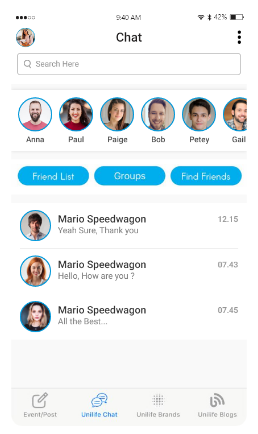 9:40 AM 42%
Chat
Search Here
Anna Paul Paige Bob Petey Gail
Friend List Groups Find Friends
Mario Speedwagon 12.15
Yeah Sure, Thank you
Mario Speedwagon 07.43
Hello, How are you ?
Mario Speedwagon 07.45
All the Best...
Event/Post Unilife Chat Unilife Brands Unilife Blogs